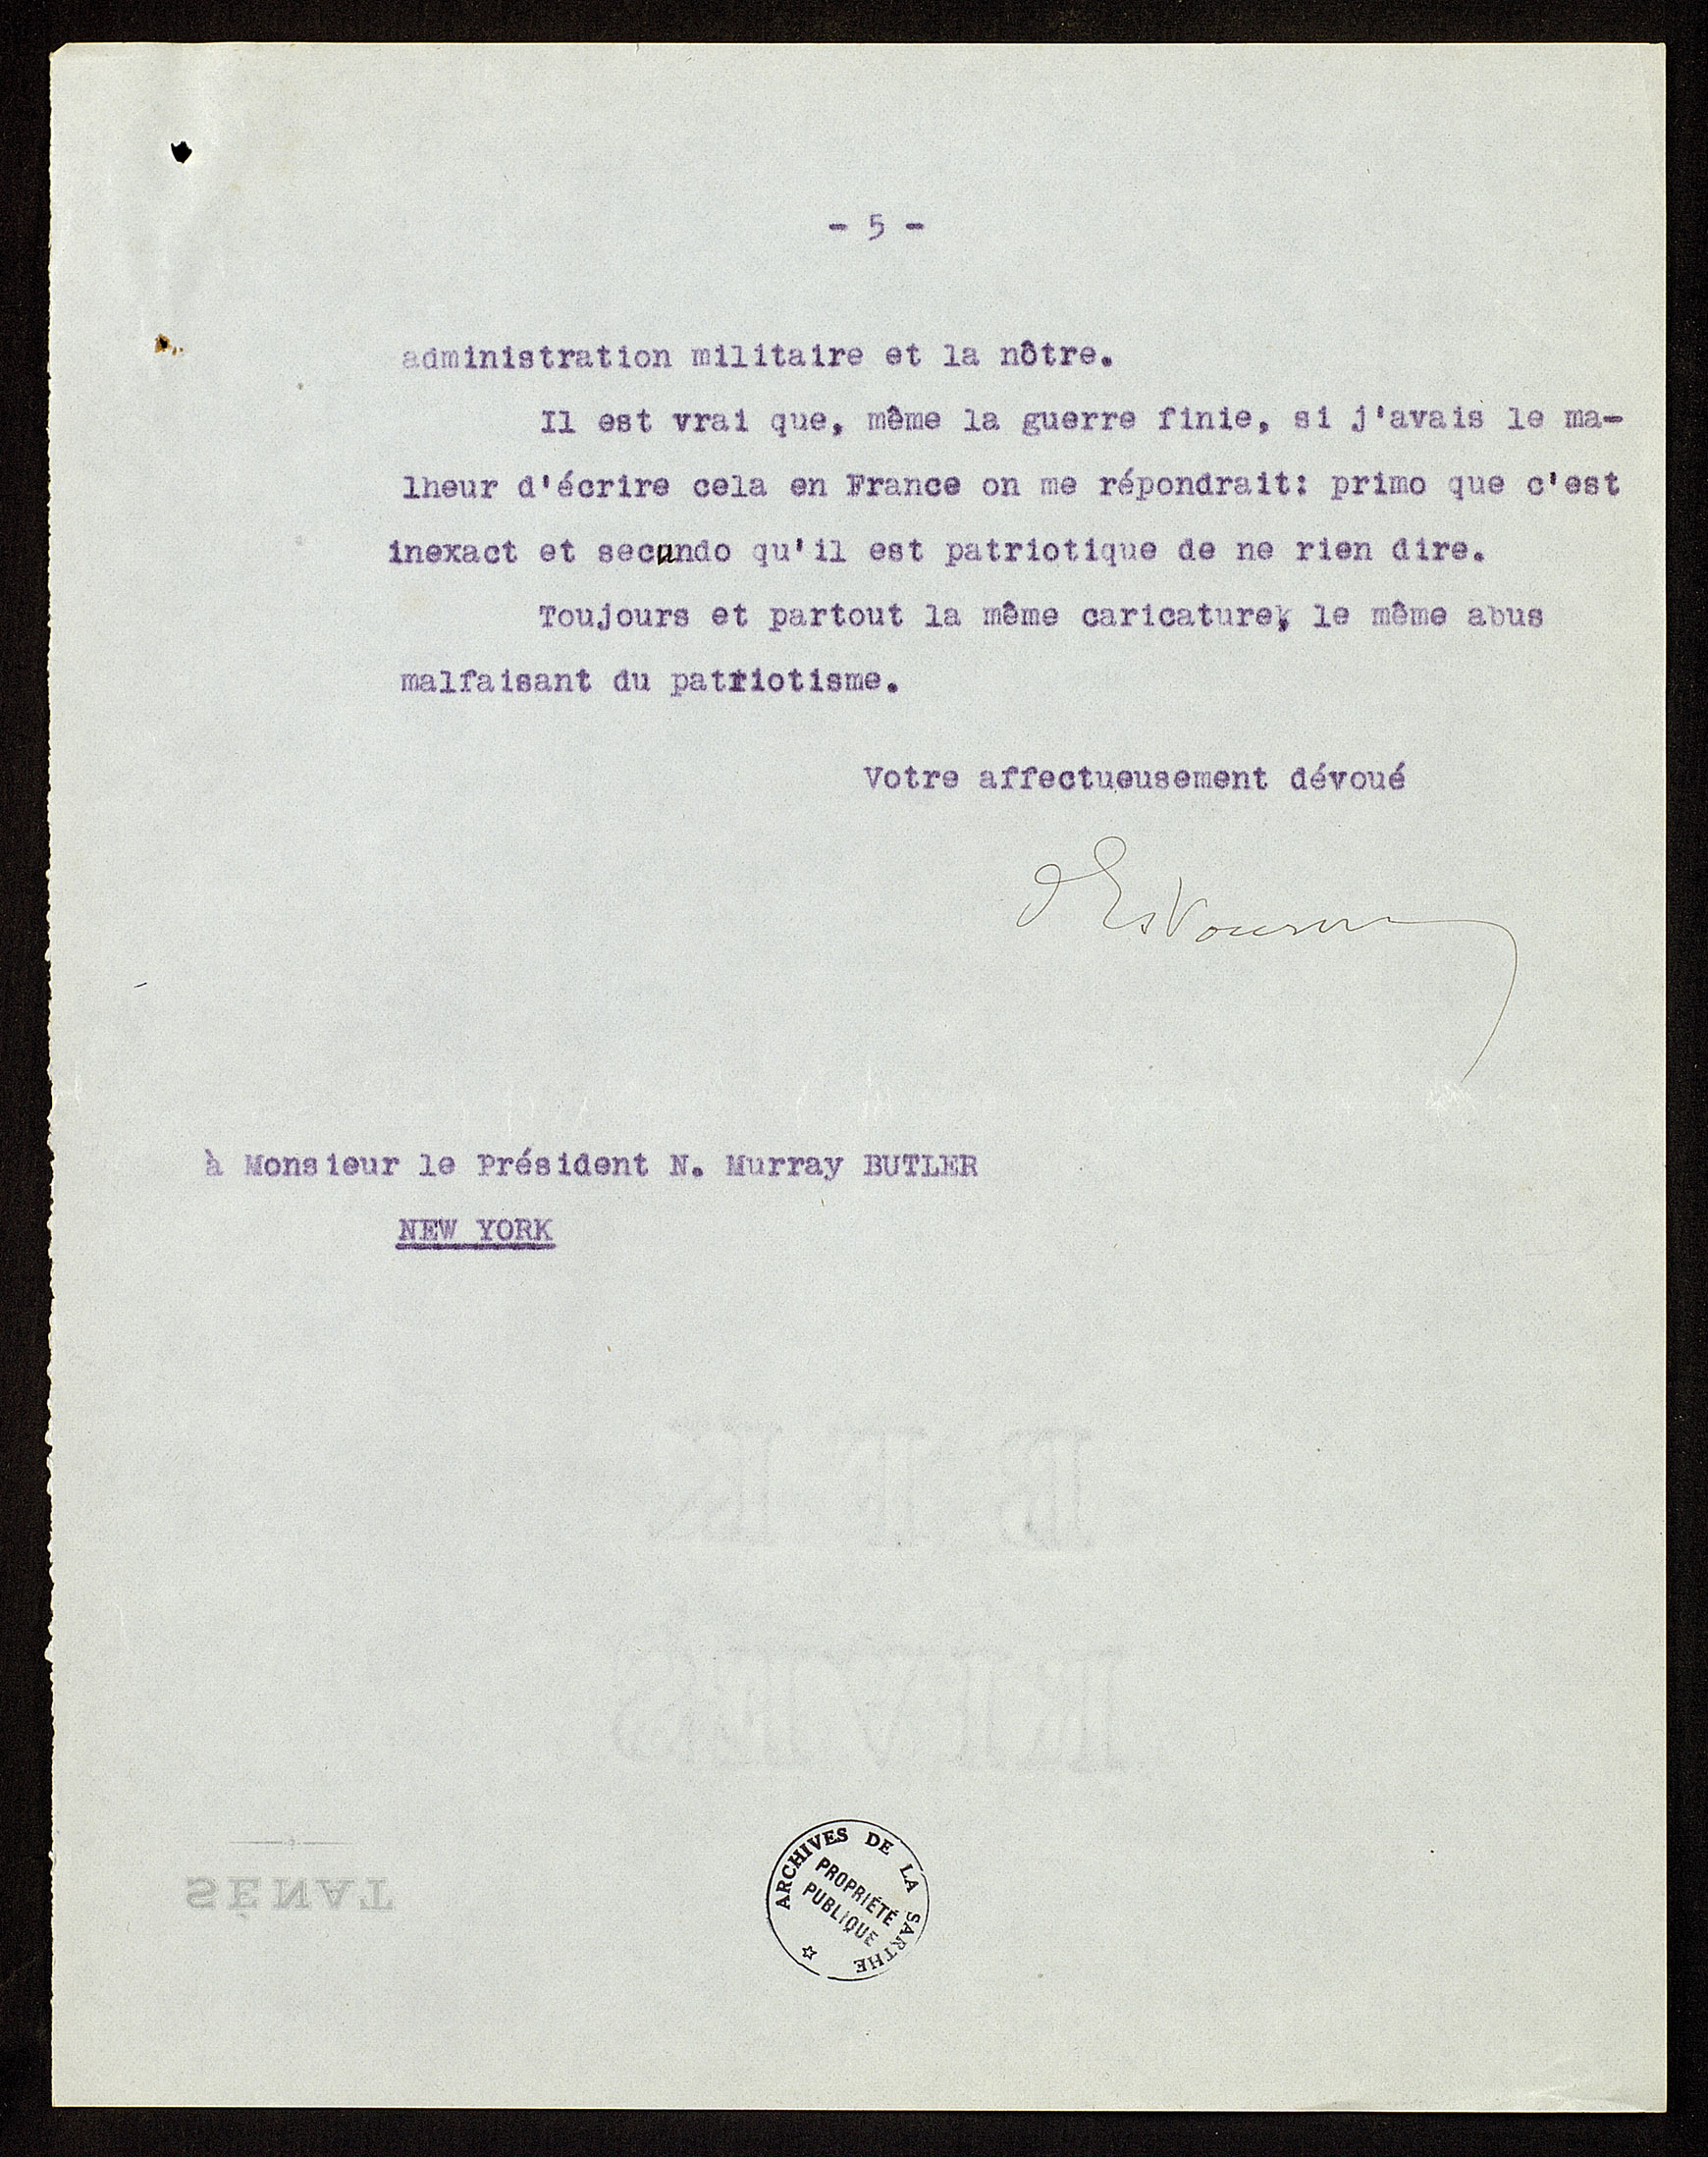 - 5 -
administration militaire et la nôtre.
Il est vrai que, même la guerre finie, si j'avais le ma-
lheur d'écrire cela en France on me répondrait: primo que c'est
inexact et secundo qu'il est patriotique de ne rien dire.
Toujours et partout la même caricature, le même abus
malfaisant du patriotisme.
Votre affectueusement dévoué
à Monsieur le Président N. Murray BUTLER
NEW YORK
SÉNAT
ARCHIVES DE LA SARTHE
PROPRIÉTÉ
PUBLIQUE